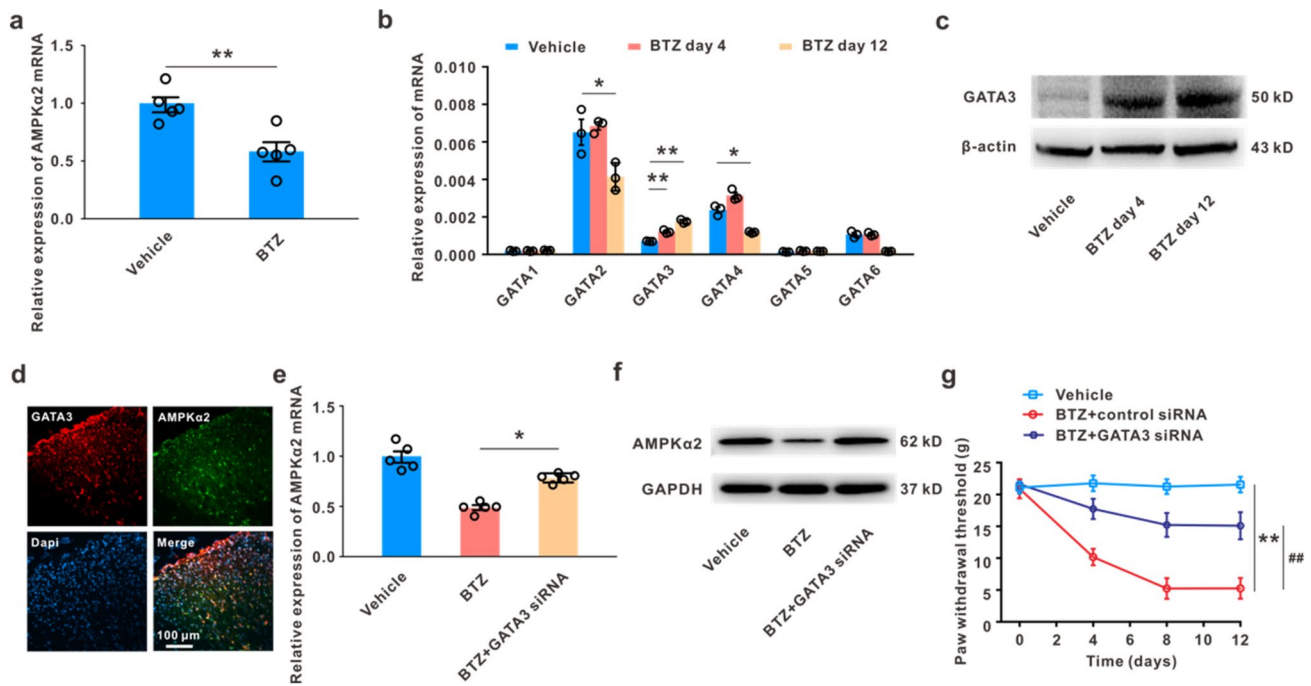 a
Relative expression of AMPKα2 mRNA
1.5
1.0
0.5
0.0
**
Vehicle
BTZ
b
Vehicle
BTZ day 4
BTZ day 12
Relative expression of mRNA
0.010
0.008
0.006
0.004
0.002
0.000
*
**
**
*
GATA1
GATA2
GATA3
GATA4
GATA5
GATA6
c
GATA3
50 kD
β-actin
43 kD
Vehicle
BTZ day 4
BTZ day 12
d
GATA3
AMPKα2
Dapi
Merge
100 μm
e
Relative expression of AMPKα2 mRNA
1.5
1.0
0.5
0.0
*
Vehicle
BTZ
BTZ+GATA3 siRNA
f
AMPKα2
62 kD
GAPDH
37 kD
Vehicle
BTZ
BTZ+GATA3 siRNA
g
Vehicle
BTZ+control siRNA
BTZ+GATA3 siRNA
Paw withdrawal threshold (g)
25
20
15
10
5
0
**
##
0
2
4
6
8
10
12
Time (days)